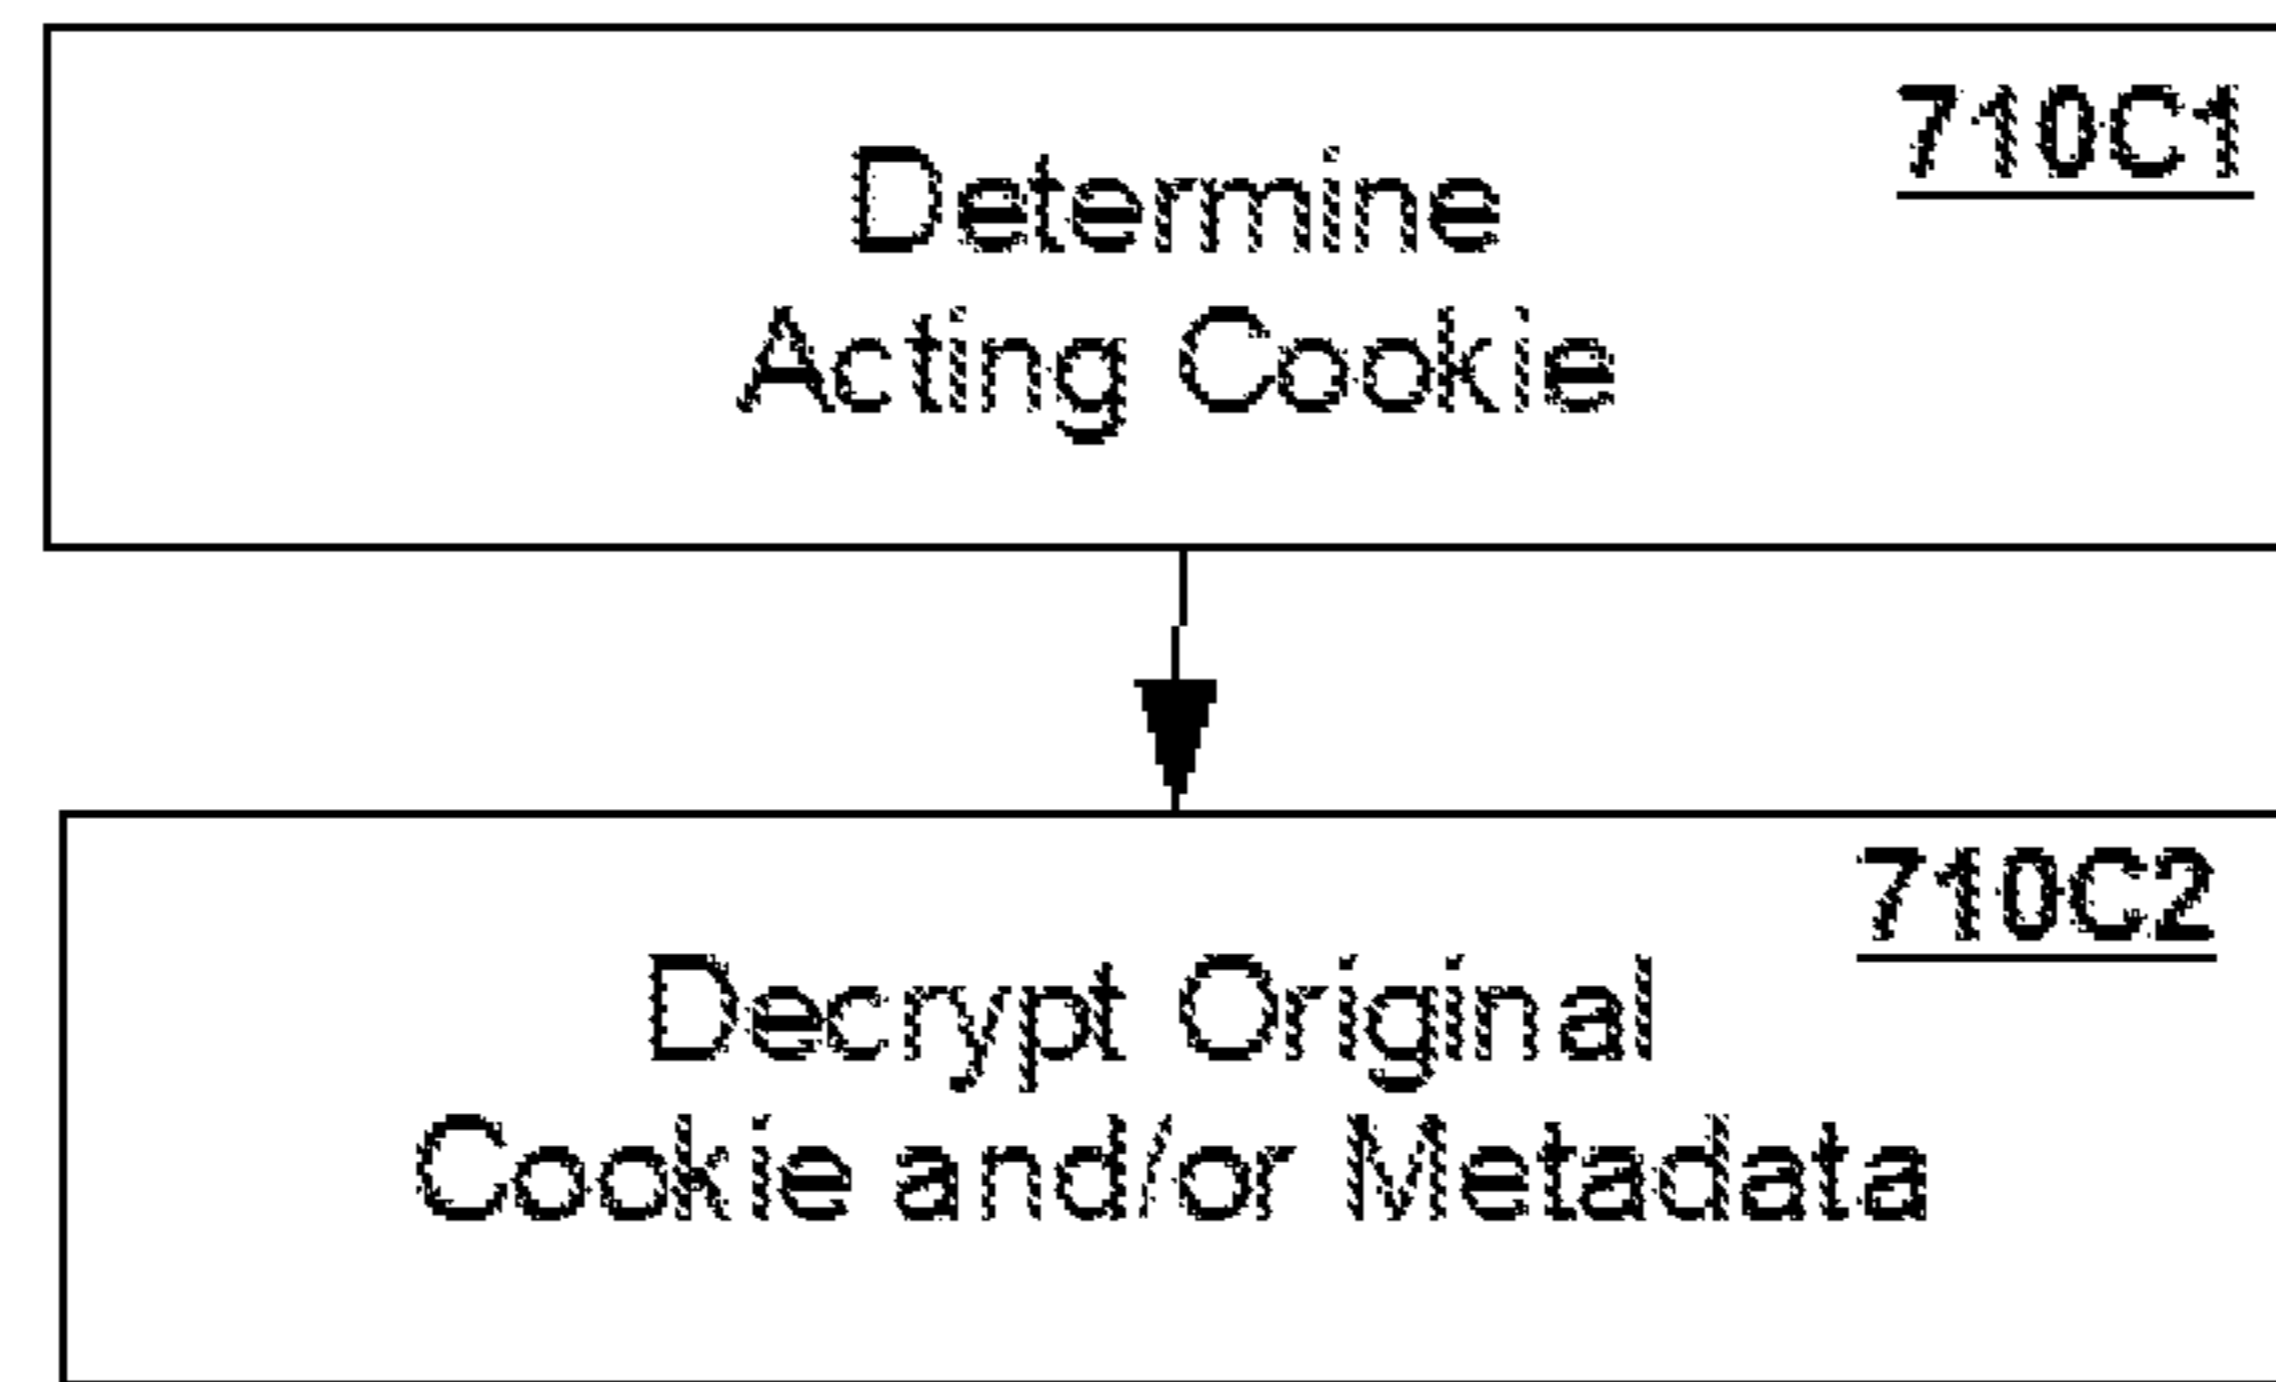 710C1
Determine
Acting Cookie
710C2
Decrypt Original
Cookie and/or Metadata